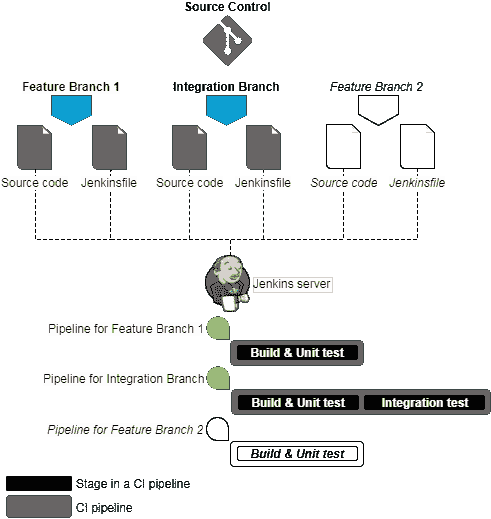 Source Control
Feature Branch 1
Integration Branch
Feature Branch 2
Source code
Jenkinsfile
Source code
Jenkinsfile
Source code
Jenkinsfile
Jenkins server
Pipeline for Feature Branch 1
Build & Unit test
Pipeline for Integration Branch
Build & Unit test
Integration test
Pipeline for Feature Branch 2
Build & Unit test
Stage in a CI pipeline
CI pipeline